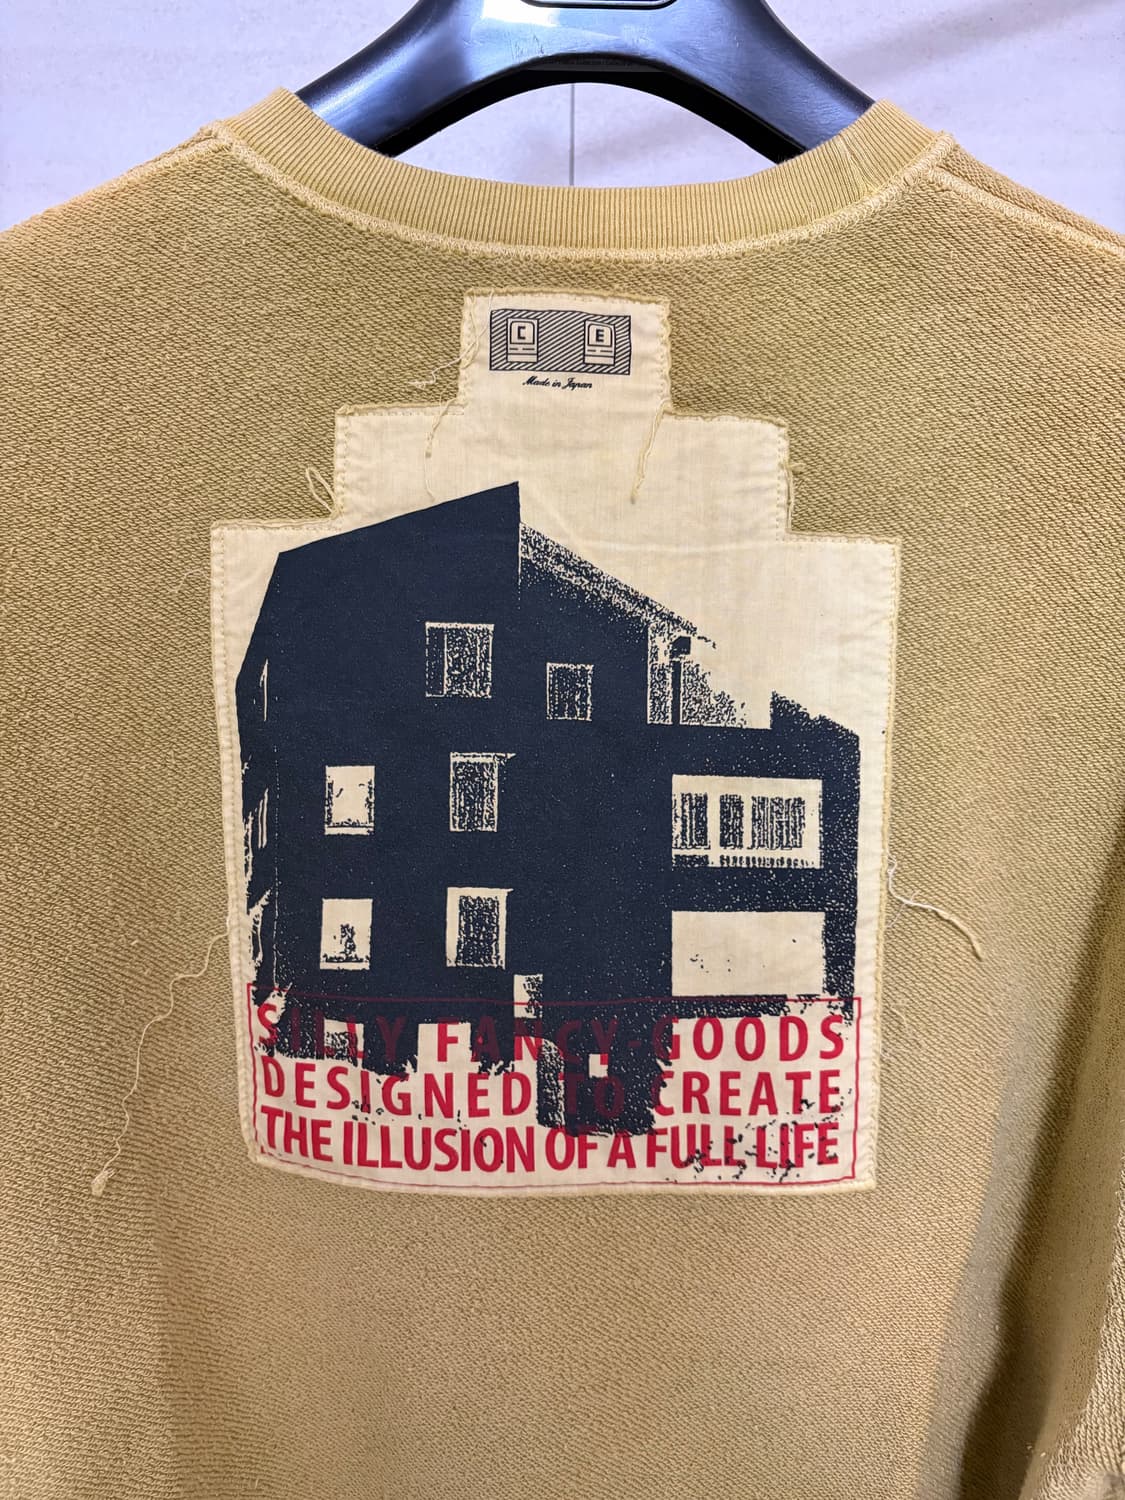 C E
Made in Japan
SILLY FANCY-GOODS
DESIGNED TO CREATE
THE ILLUSION OF A FULL LIFE